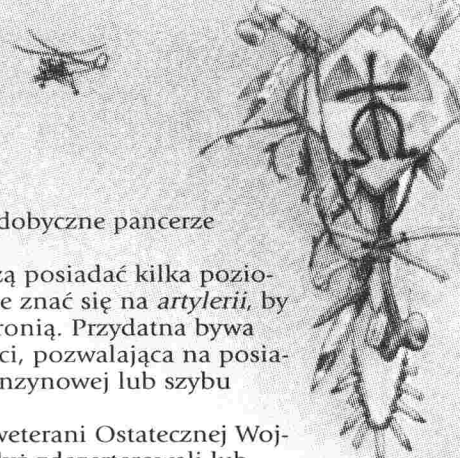 dobyczne pancerze
zą posiadać kilka pozio-
e znać się na artylerii, by
ronią. Przydatna bywa
ci, pozwalająca na posia-
nzynowej lub szybu
weterani Ostatecznej Woj-